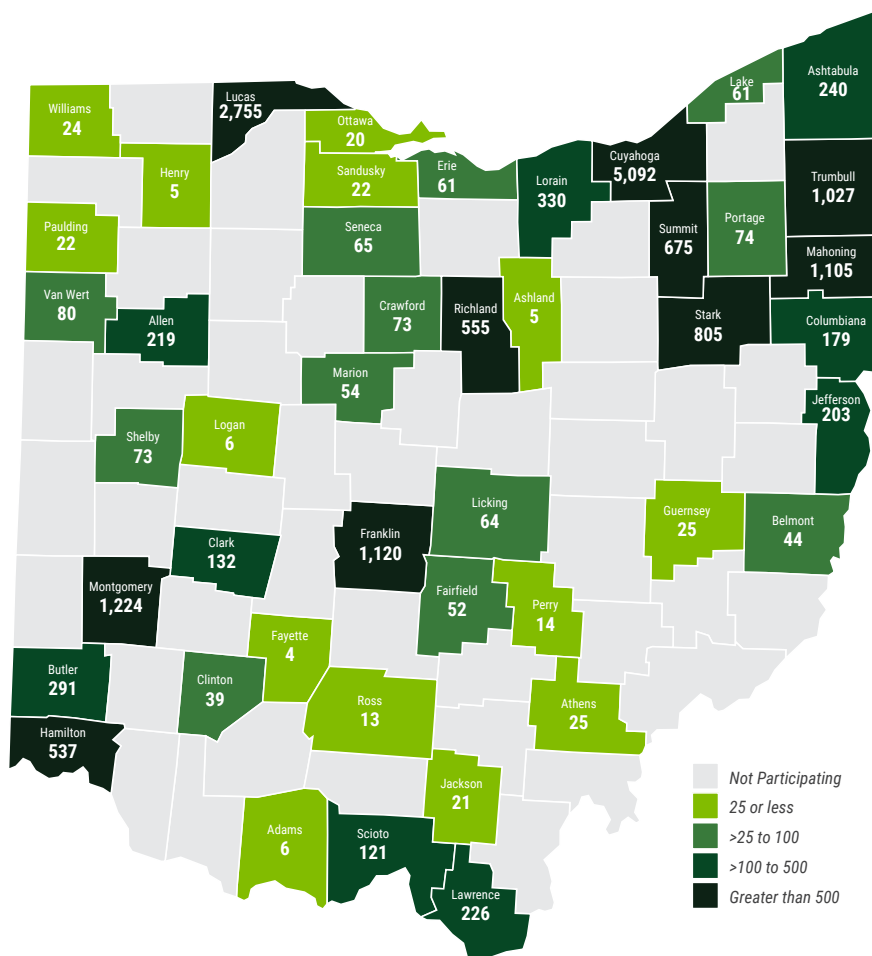 Lake
61
Ashtabula
240
Lucas
2,755
Williams
24
Ottawa
20
Cuyahoga
5,092
Erie
61
Henry
5
Sandusky
22
Lorain
330
Trumbull
1,027
Paulding
22
Seneca
65
Summit
675
Portage
74
Mahoning
1,105
Van Wert
80
Allen
219
Crawford
73
Richland
555
Ashland
5
Stark
805
Columbiana
179
Marion
54
Jefferson
203
Logan
6
Shelby
73
Licking
64
Guernsey
25
Belmont
44
Franklin
1,120
Clark
132
Montgomery
1,224
Fairfield
52
Perry
14
Fayette
4
Butler
291
Clinton
39
Ross
13
Athens
25
Hamilton
537
Jackson
21
Adams
6
Scioto
121
Lawrence
226
Not Participating
25 or less
>25 to 100
>100 to 500
Greater than 500